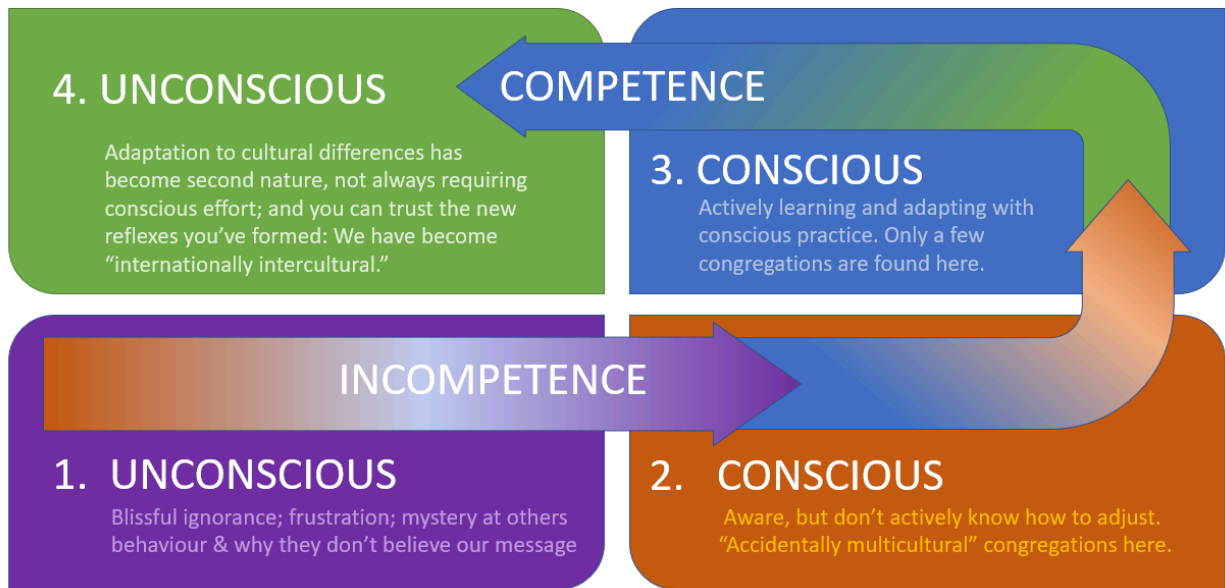 4. UNCONSCIOUS
Adaptation to cultural differences has
become second nature, not always requiring
conscious effort; and you can trust the new
reflexes you’ve formed: We have become
“internationally intercultural.”
COMPETENCE
3. CONSCIOUS
Actively learning and adapting with
conscious practice. Only a few
congregations are found here.
INCOMPETENCE
1. UNCONSCIOUS
Blissful ignorance; frustration; mystery at others
behaviour & why they don’t believe our message
2. CONSCIOUS
Aware, but don’t actively know how to adjust.
“Accidentally multicultural” congregations here.